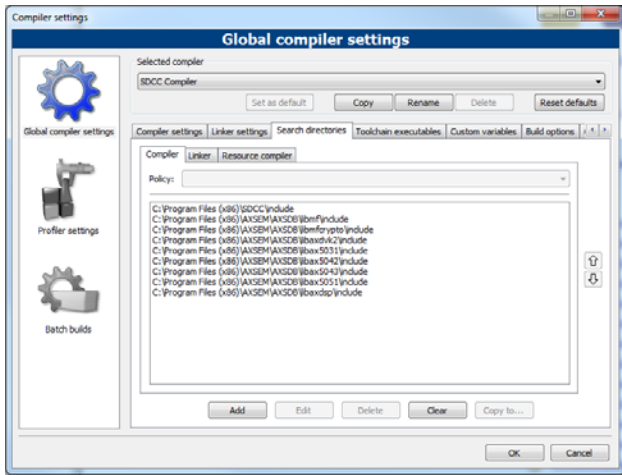 Compiler settings
Global compiler settings
Selected compiler
SDCC Compiler
Set as default Copy Rename Delete Reset defaults
Global compiler settings
Compiler settings Linker settings Search directories Toolchain executables Custom variables Build options
Compiler Linker Resource compiler
Policy:
C:\Program Files (x86)\SDCC\include
C:\Program Files (x86)\AXSEM\AXSDB\libmf\include
C:\Program Files (x86)\AXSEM\AXSDB\libmfcrypto\include
C:\Program Files (x86)\AXSEM\AXSDB\libaxdvk2\include
C:\Program Files (x86)\AXSEM\AXSDB\libax5031\include
C:\Program Files (x86)\AXSEM\AXSDB\libax5042\include
C:\Program Files (x86)\AXSEM\AXSDB\libax5043\include
C:\Program Files (x86)\AXSEM\AXSDB\libax5051\include
C:\Program Files (x86)\AXSEM\AXSDB\libaxdsp\include
Profiler settings
Batch builds
Add Edit Delete Clear Copy to...
OK Cancel